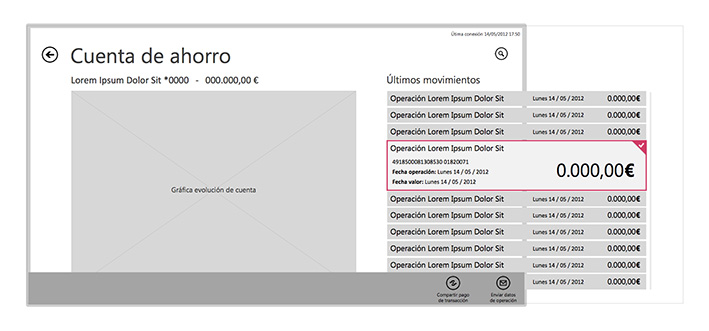 Útima conexión 14/05/2012 17:50
Cuenta de ahorro
Lorem Ipsum Dolor Sit *0000 - 000.000,00 €
Últimos movimientos
Operación Lorem Ipsum Dolor Sit Lunes 14 / 05 / 2012 0.000,00€
Operación Lorem Ipsum Dolor Sit Lunes 14 / 05 / 2012 0.000,00€
Operación Lorem Ipsum Dolor Sit Lunes 14 / 05 / 2012 0.000,00€
Operación Lorem Ipsum Dolor Sit
4918500081308530 01820071
Fecha operación: Lunes 14 / 05 / 2012
Fecha valor: Lunes 14 / 05 / 2012
0.000,00€
Gráfica evolución de cuenta
Operación Lorem Ipsum Dolor Sit Lunes 14 / 05 / 2012 0.000,00€
Operación Lorem Ipsum Dolor Sit Lunes 14 / 05 / 2012 0.000,00€
Operación Lorem Ipsum Dolor Sit Lunes 14 / 05 / 2012 0.000,00€
Operación Lorem Ipsum Dolor Sit Lunes 14 / 05 / 2012 0.000,00€
Operación Lorem Ipsum Dolor Sit Lunes 14 / 05 / 2012 0.000,00€
Lunes 14 / 05 / 2012 0.000,00€
Compartir pago
de transacción
Enviar datos
de operación